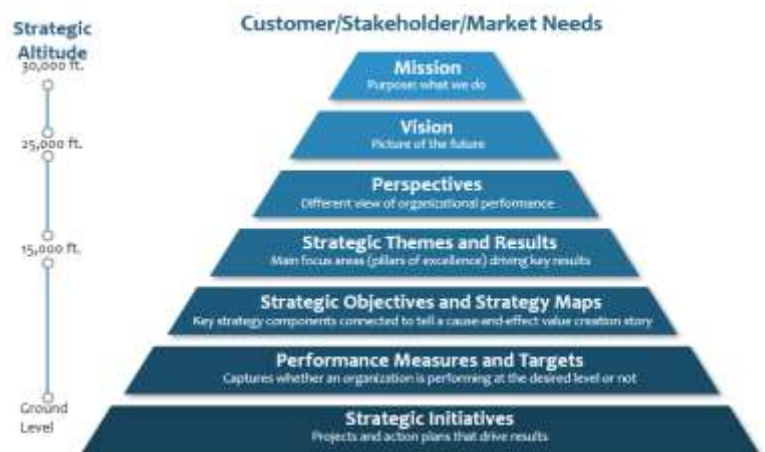 Customer/Stakeholder/Market Needs
Strategic
Altitude
30,000 ft.
25,000 ft.
15,000 ft.
Ground
Level
Mission
Purpose: what we do
Vision
Picture of the future
Perspectives
Different view of organizational performance
Strategic Themes and Results
Main focus areas (pillars of excellence) driving key results
Strategic Objectives and Strategy Maps
Key strategy components connected to tell a cause-and-effect value creation story
Performance Measures and Targets
Captures whether an organization is performing at the desired level or not
Strategic Initiatives
Projects and action plans that drive results